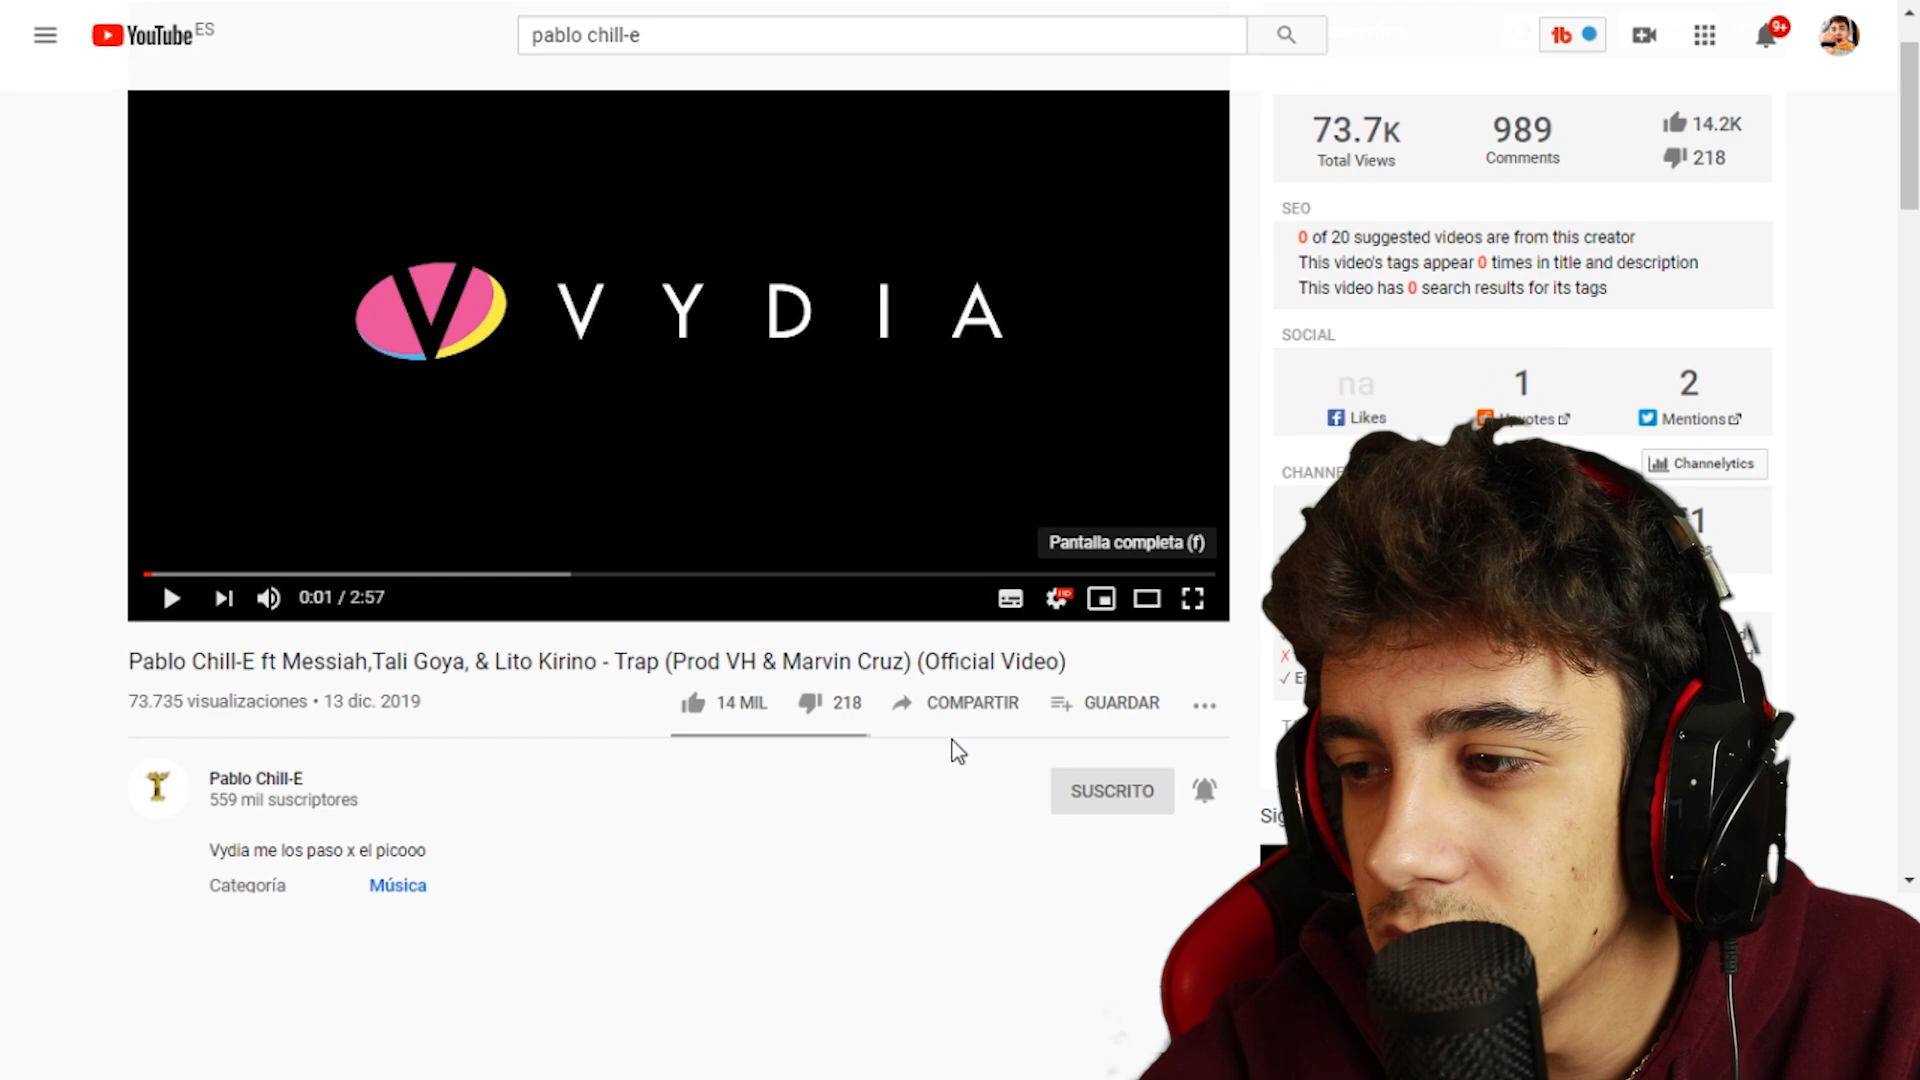 YouTube ES
pablo chill-e
9+
VYDIA
Pantalla completa (f)
0:01 / 2:57
HD
Pablo Chill-E ft Messiah,Tali Goya, & Lito Kirino - Trap (Prod VH & Marvin Cruz) (Official Video)
73.735 visualizaciones • 13 dic. 2019
14 MIL 218 COMPARTIR GUARDAR
Pablo Chill-E
559 mil suscriptores
SUSCRITO
Vydia me los paso x el picooo
Categoría Música
73.7K 989 14.2K
Total Views Comments 218
SEO
0 of 20 suggested videos are from this creator
This video's tags appear 0 times in title and description
This video has 0 search results for its tags
SOCIAL
na 1 2
Likes Upvotes Mentions
Channelytics